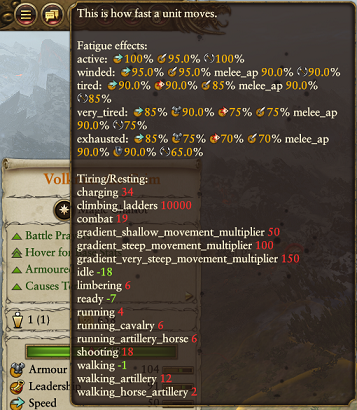 This is how fast a unit moves.
Fatigue effects:
active: 100% 95.0% 100%
winded: 95.0% 95.0% melee_ap 90.0% 90.0%
tired: 90.0% 90.0% 85% melee_ap 90.0%
85%
very_tired: 85% 90.0% 75% 75% melee_ap
90.0% 75%
exhausted: 85% 75% 70% 70% melee_ap
90.0% 90.0% 65.0%
Tiring/Resting:
charging 34
climbing_ladders 10000
combat 19
gradient_shallow_movement_multiplier 50
gradient_steep_movement_multiplier 100
gradient_very_steep_movement_multiplier 150
idle -18
limbering 6
ready -7
running 4
running_cavalry 6
running_artillery_horse 6
shooting 18
walking -1
walking_artillery 12
walking_horse_artillery 2
Battle
Hover for
Armoured
Causes
1 (1)
Armour
Leadership
Speed